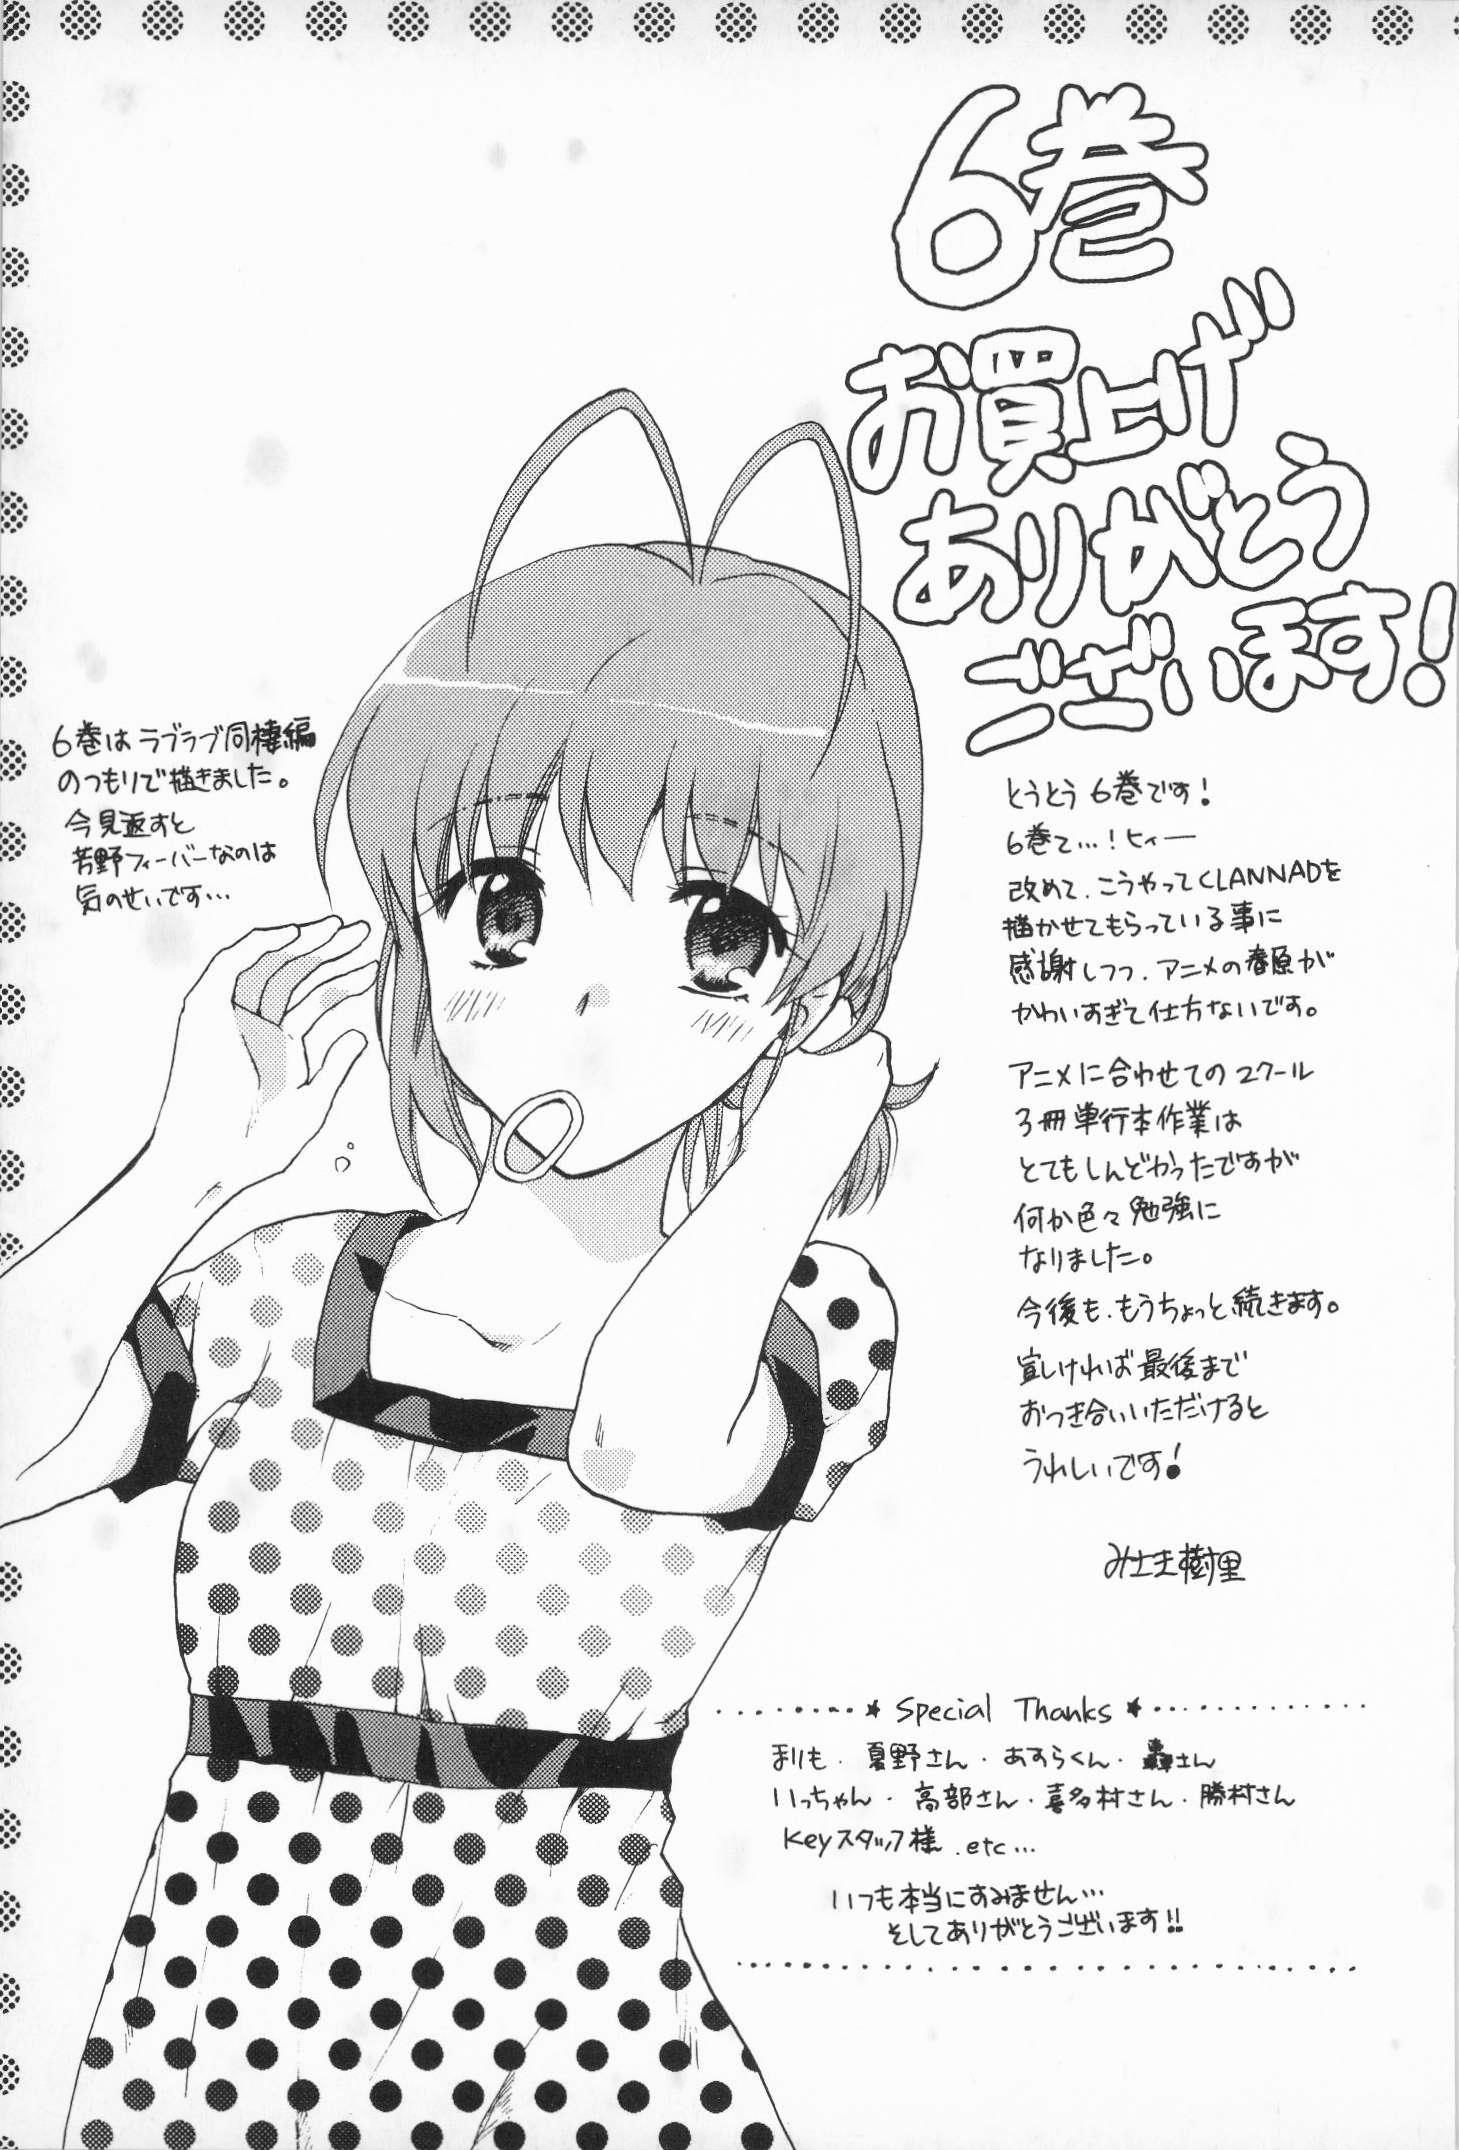 6巻
お買上げ
ありがとう
ございます!
6巻は ラブラブ同棲編
のつもりで描きました。
今見返すと
芳野フィーバーなのは
気のせいです…
とうとう 6巻です!
6巻て…!ヒィー
改めて、こうやってCLANNADを
描かせてもらっている事に
感謝しつつ、アニメの春原が
かわいすぎて仕方ないです。
アニメに合わせての 2クール
3冊単行本作業は
とてもしんどかったですが
何か色々 勉強に
なりました。
今後も、もうちょっと続きます。
宜しければ 最後まで
おつき合いいただけると
うれしいです!
みさき樹里
★ Special Thanks ★
まりも・夏野さん・あすらくん・轟さん
いっちゃん・高部さん・喜多村さん・勝村さん
Keyスタッフ様 .etc…
いつも本当にすみません…
そしてありがとうございます!!